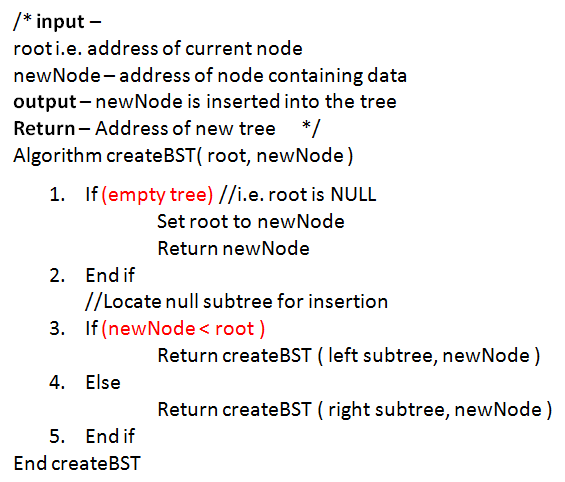 /* input –
root i.e. address of current node
newNode – address of node containing data
output – newNode is inserted into the tree
Return – Address of new tree */
Algorithm createBST( root, newNode )
1. If (empty tree) //i.e. root is NULL
Set root to newNode
Return newNode
2. End if
//Locate null subtree for insertion
3. If (newNode < root )
Return createBST ( left subtree, newNode )
4. Else
Return createBST ( right subtree, newNode )
5. End if
End createBST